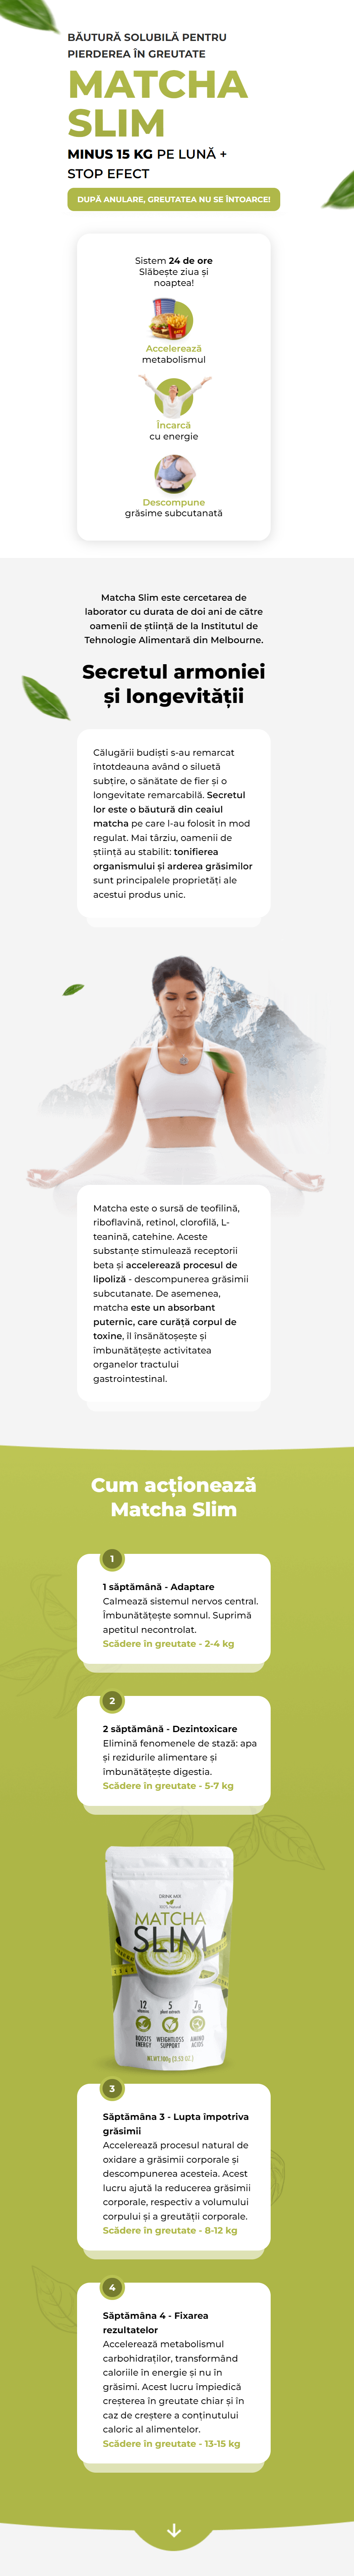 BĂUTURĂ SOLUBILĂ PENTRU
PIERDEREA ÎN GREUTATE
MATCHA
SLIM
MINUS 15 KG PE LUNĂ +
STOP EFECT
DUPĂ ANULARE, GREUTATEA NU SE ÎNTOARCE!
Sistem 24 de ore
Slăbește ziua și
noaptea!
Accelerează
metabolismul
Încarcă
cu energie
Descompune
grăsime subcutanată
Matcha Slim este cercetarea de
laborator cu durata de doi ani de către
oamenii de știință de la Institutul de
Tehnologie Alimentară din Melbourne.
Secretul armoniei
și longevității
Călugării budiști s-au remarcat
întotdeauna având o siluetă
subțire, o sănătate de fier și o
longevitate remarcabilă. Secretul
lor este o băutură din ceaiul
matcha pe care l-au folosit în mod
regulat. Mai târziu, oamenii de
știință au stabilit: tonifierea
organismului și arderea grăsimilor
sunt principalele proprietăți ale
acestui produs unic.
Matcha este o sursă de teofilină,
riboflavină, retinol, clorofilă, L-
teanină, catehine. Aceste
substanțe stimulează receptorii
beta și accelerează procesul de
lipoliză - descompunerea grăsimii
subcutanate. De asemenea,
matcha este un absorbant
puternic, care curăță corpul de
toxine, îl însănătoșește și
îmbunătățește activitatea
organelor tractului
gastrointestinal.
Cum acționează
Matcha Slim
1
1 săptămână - Adaptare
Calmează sistemul nervos central.
Îmbunătățește somnul. Suprimă
apetitul necontrolat.
Scădere în greutate - 2-4 kg
2
2 săptămână - Dezintoxicare
Elimină fenomenele de stază: apa
și rezidurile alimentare și
îmbunătățește digestia.
Scădere în greutate - 5-7 kg
DRINK MIX
100% Natural
MATCHA
SLIM
12
5
plant extracts
7g
BOOSTS
ENERGY
WEIGHTLOSS
SUPPORT
AMINO
ACIDS
NET WT 100g (3.53 OZ.)
3
Săptămâna 3 - Lupta împotriva
grăsimii
Accelerează procesul natural de
oxidare a grăsimii corporale și
descompunerea acesteia. Acest
lucru ajută la reducerea grăsimii
corporale, respectiv a volumului
corpului și a greutății corporale.
Scădere în greutate - 8-12 kg
4
Săptămâna 4 - Fixarea
rezultatelor
Accelerează metabolismul
carbohidraților, transformând
caloriile în energie și nu în
grăsimi. Acest lucru împiedică
creșterea în greutate chiar și în
caz de creștere a conținutului
caloric al alimentelor.
Scădere în greutate - 13-15 kg